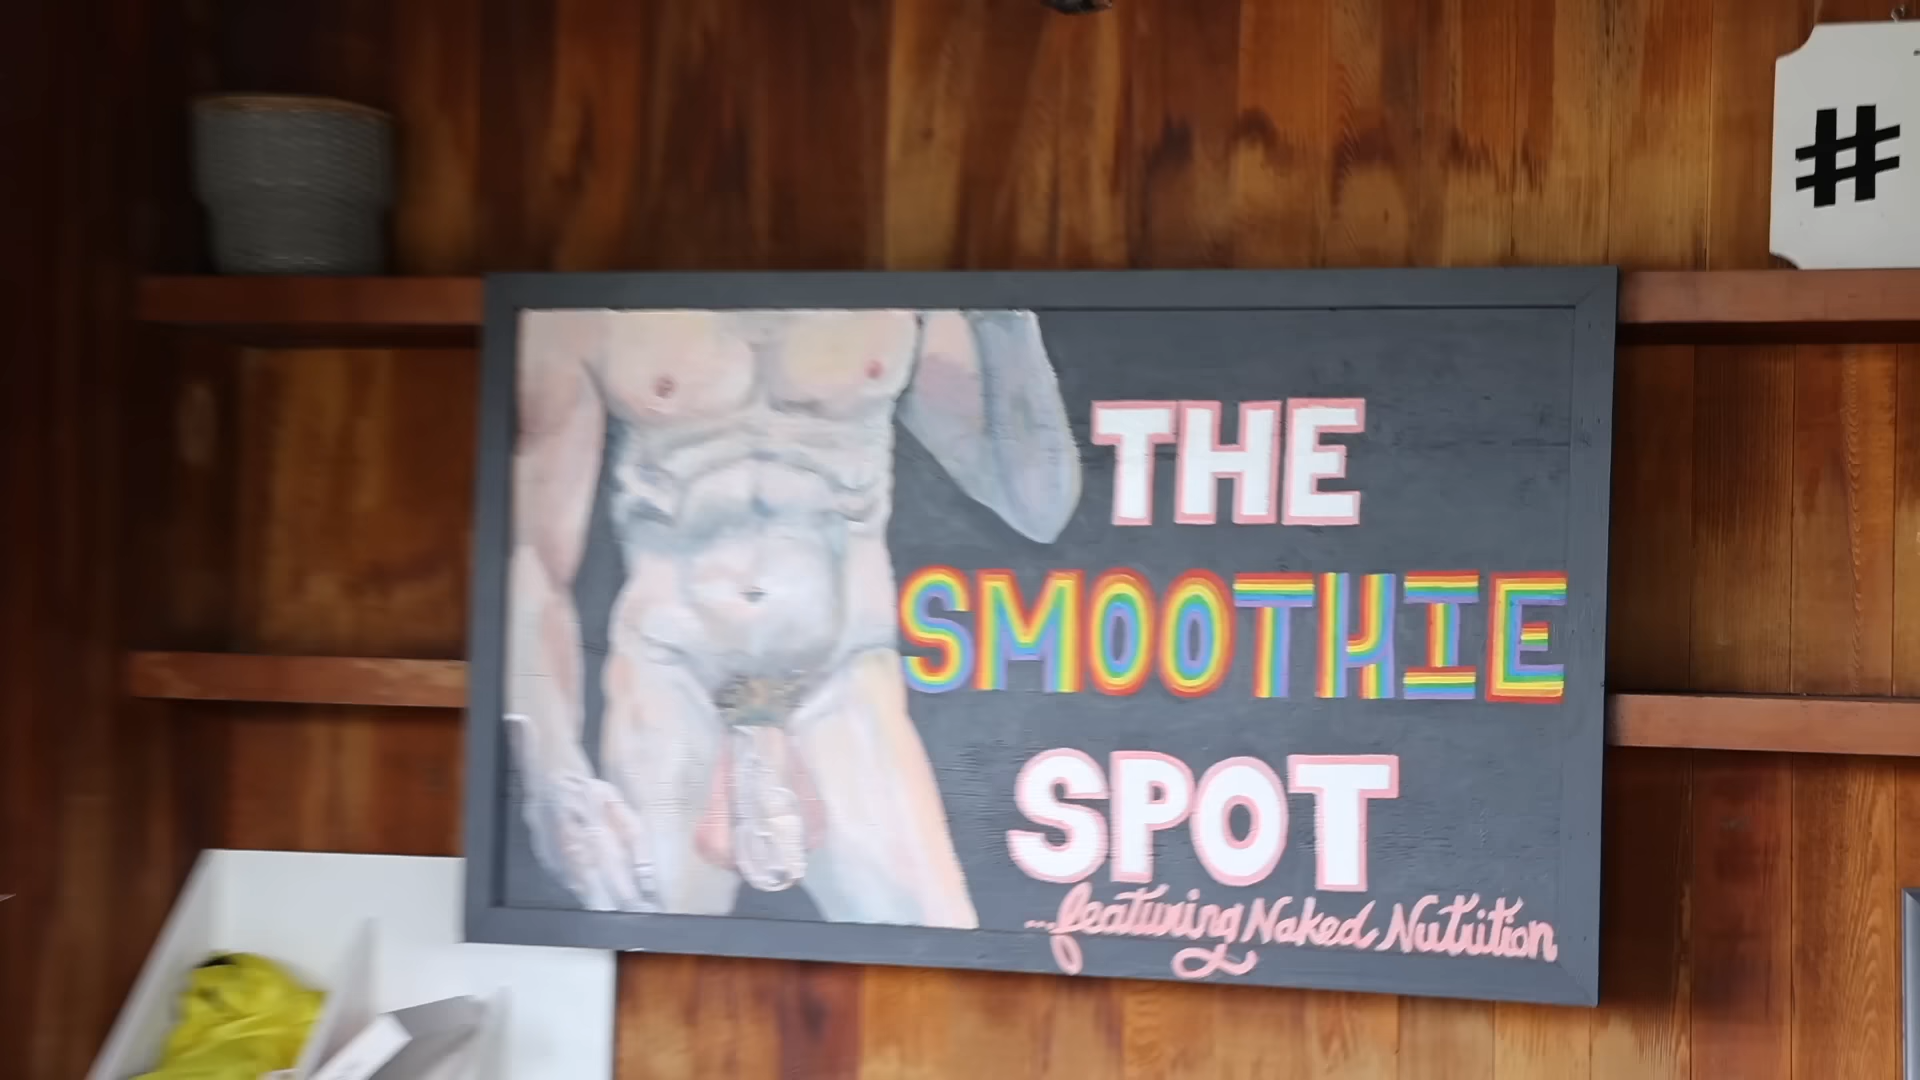 #
THE
SMOOTHIE
SPOT
...featuring Naked Nutrition